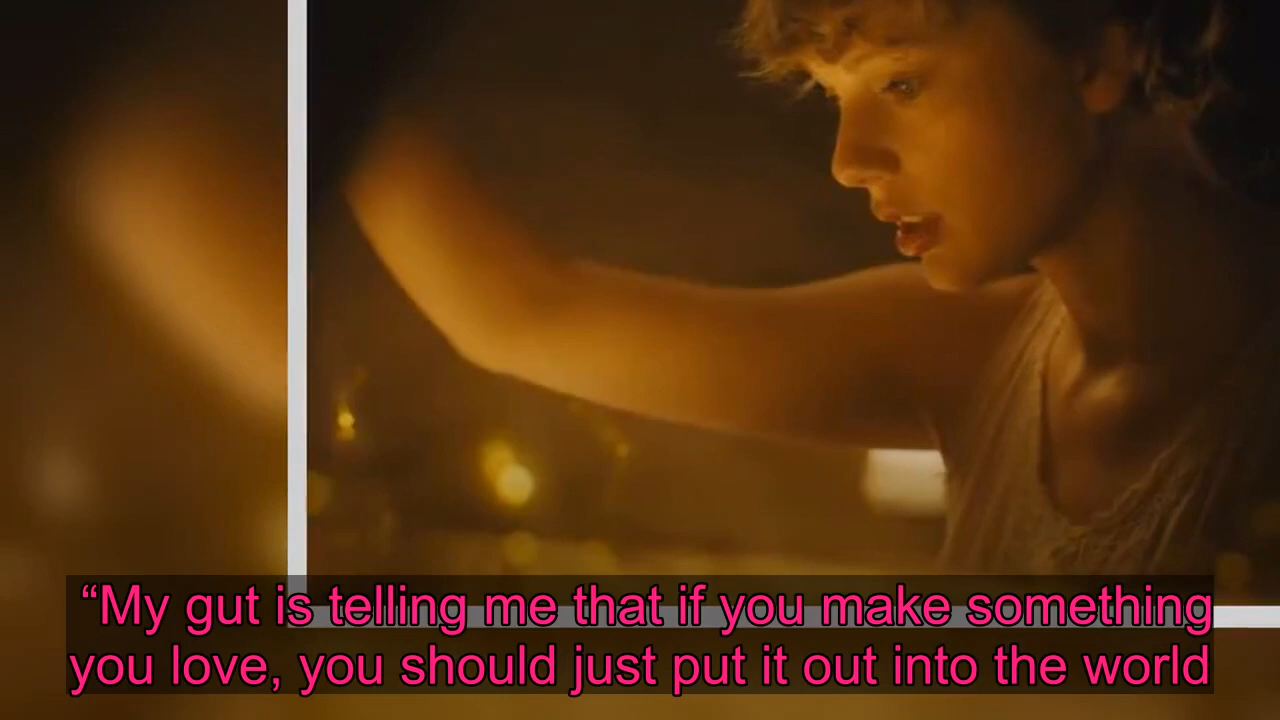 “My gut is telling me that if you make something
you love, you should just put it out into the world